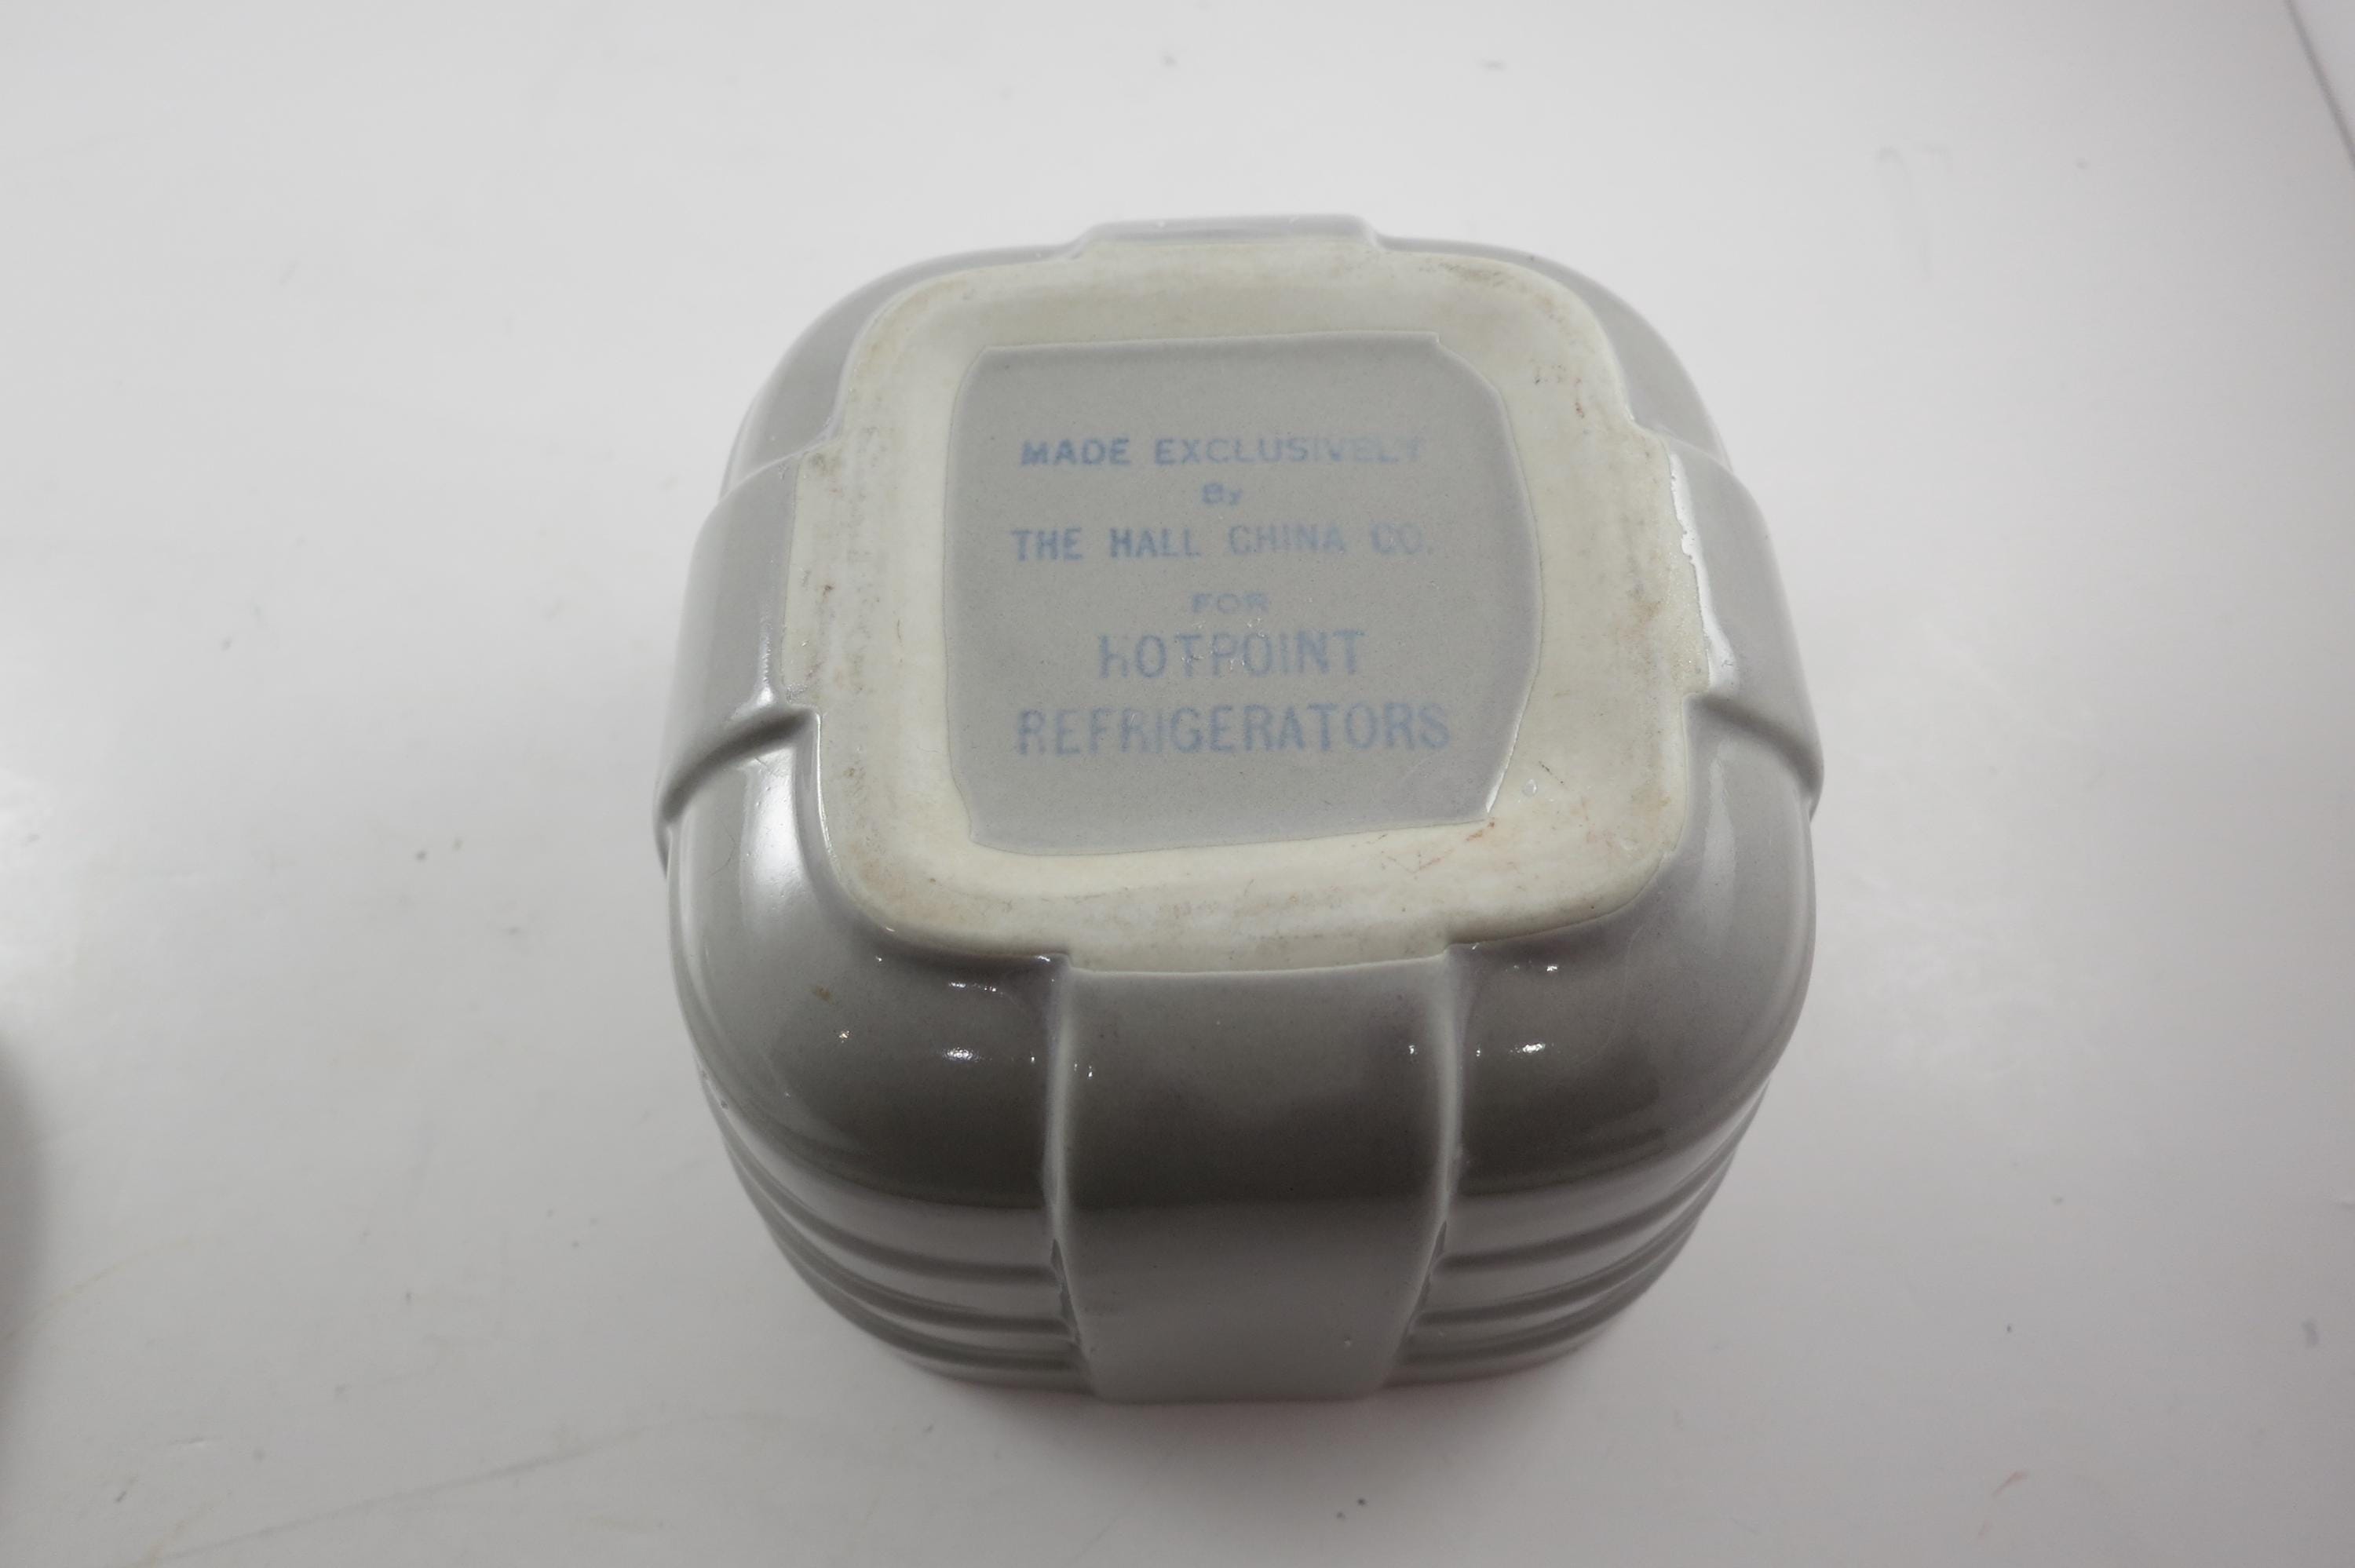 MADE EXCLUSIVELY
By
THE HALL CHINA CO.
FOR
HOTPOINT
REFRIGERATORS